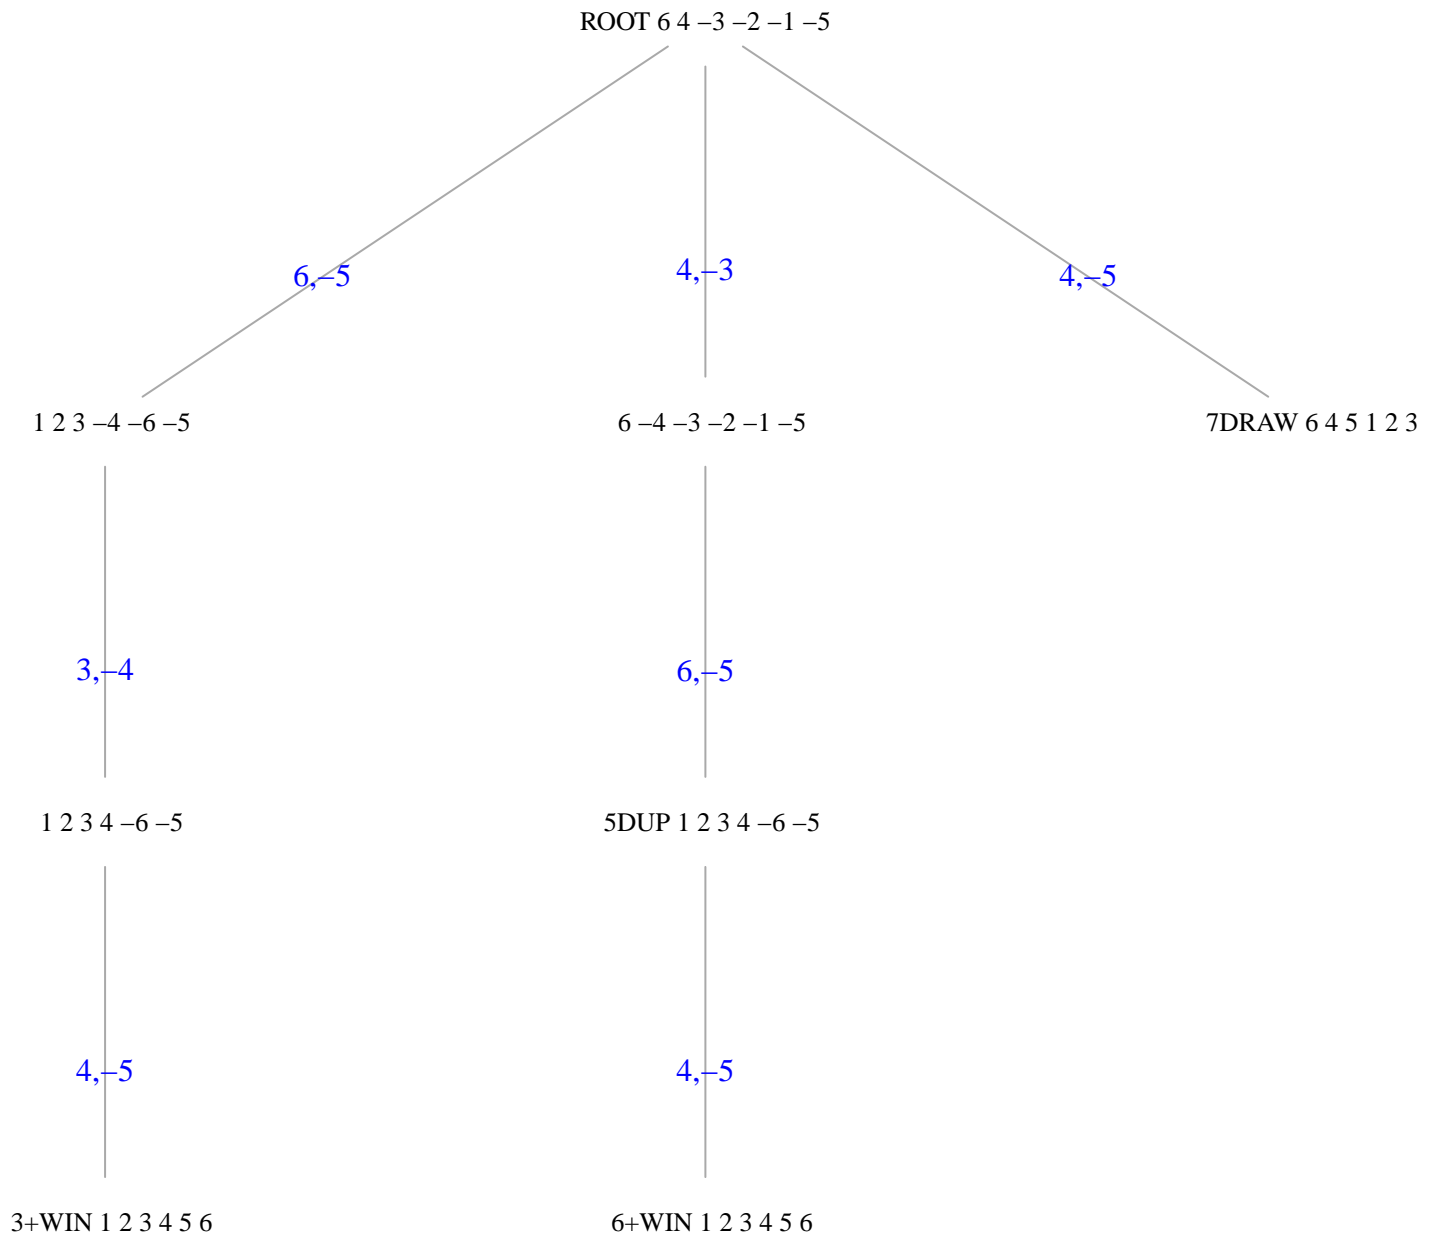 ROOT 6 4 –3 –2 –1 –5
6,–5
4,–3
4,–5
1 2 3 –4 –6 –5
6 –4 –3 –2 –1 –5
7DRAW 6 4 5 1 2 3
3,–4
6,–5
1 2 3 4 –6 –5
5DUP 1 2 3 4 –6 –5
4,–5
4,–5
3+WIN 1 2 3 4 5 6
6+WIN 1 2 3 4 5 6